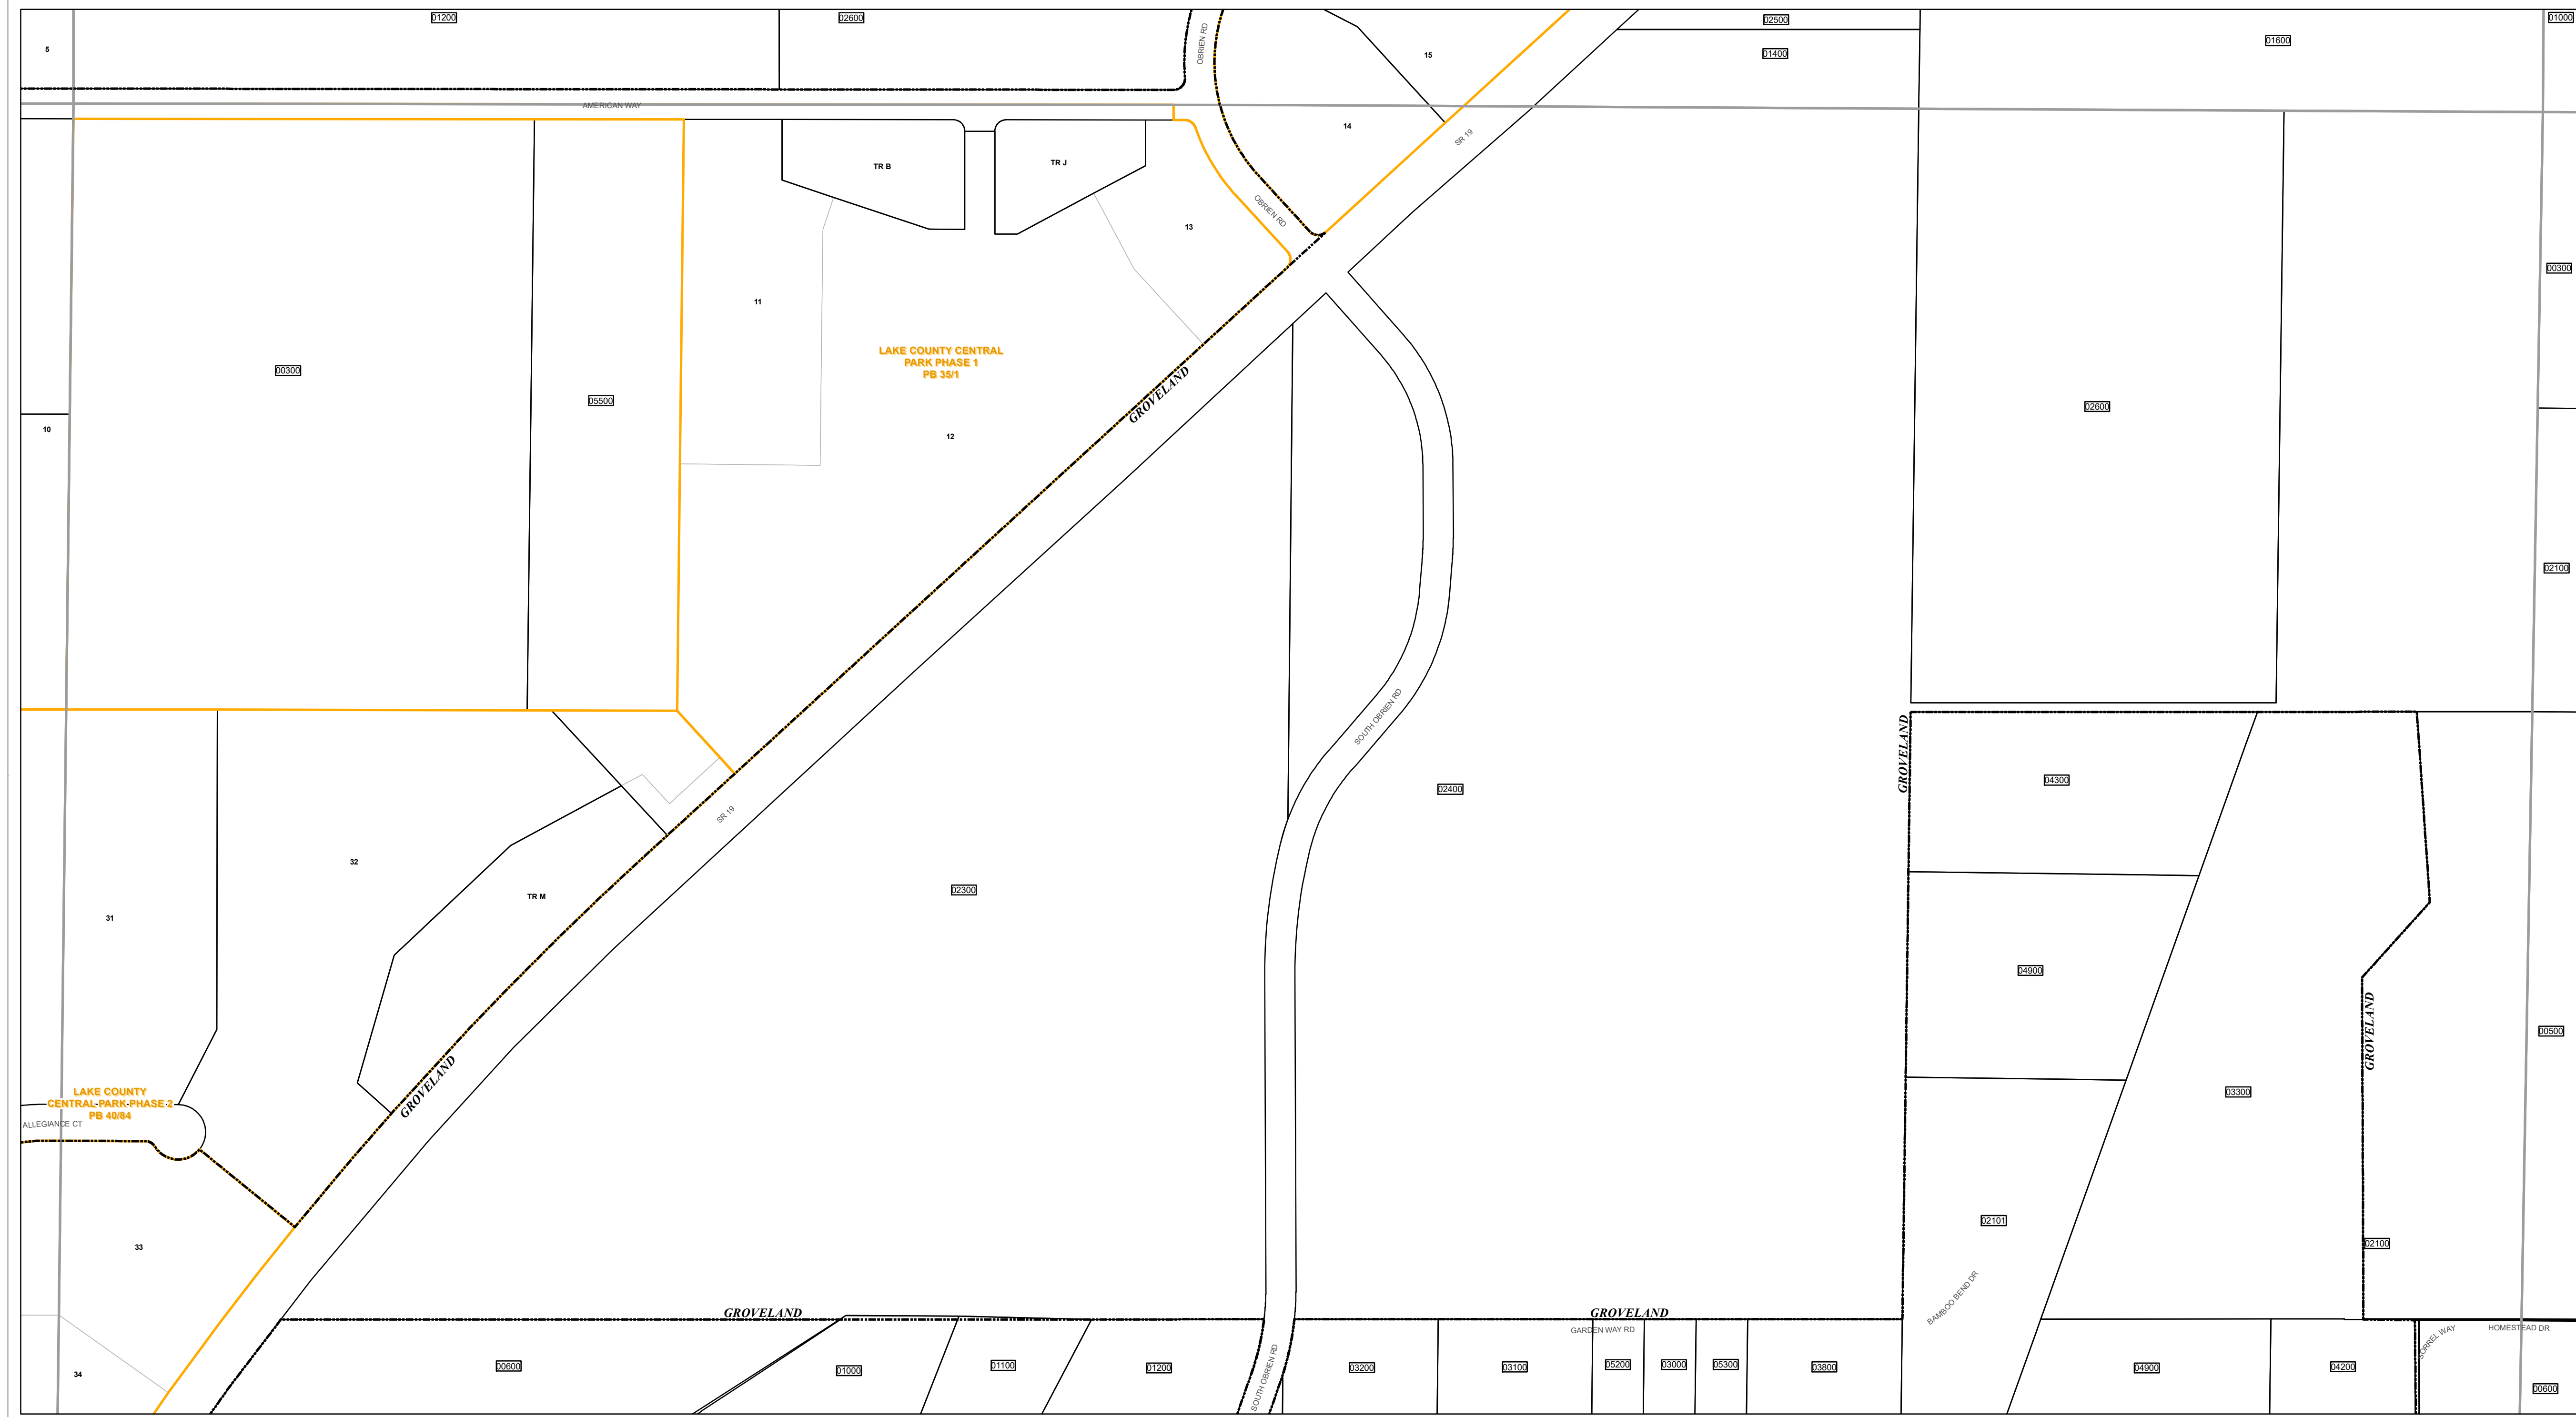 01200
02600
OBRIEN RD
02500
01000
5
15
01400
01600
AMERICAN WAY
14
SR 19
TR B
TR J
OBRIEN RD
13
11
00300
LAKE COUNTY CENTRAL
PARK PHASE 1
PB 35/1
00300
GROVELAND
05500
02600
10
12
02100
SOUTH OBRIEN RD
GROVELAND
04300
02400
SR 19
32
02300
TR M
31
04900
GROVELAND
00500
GROVELAND
LAKE COUNTY
CENTRAL PARK PHASE 2
PB 40/84
03300
ALLEGIANCE CT
02101
33
02100
BAMBOO BEND DR
GROVELAND
GROVELAND
GARDEN WAY RD
SORREL WAY
HOMESTEAD DR
00600
01000
01100
01200
SOUTH OBRIEN RD
03200
03100
05200
03000
05300
03800
04900
04200
34
00600